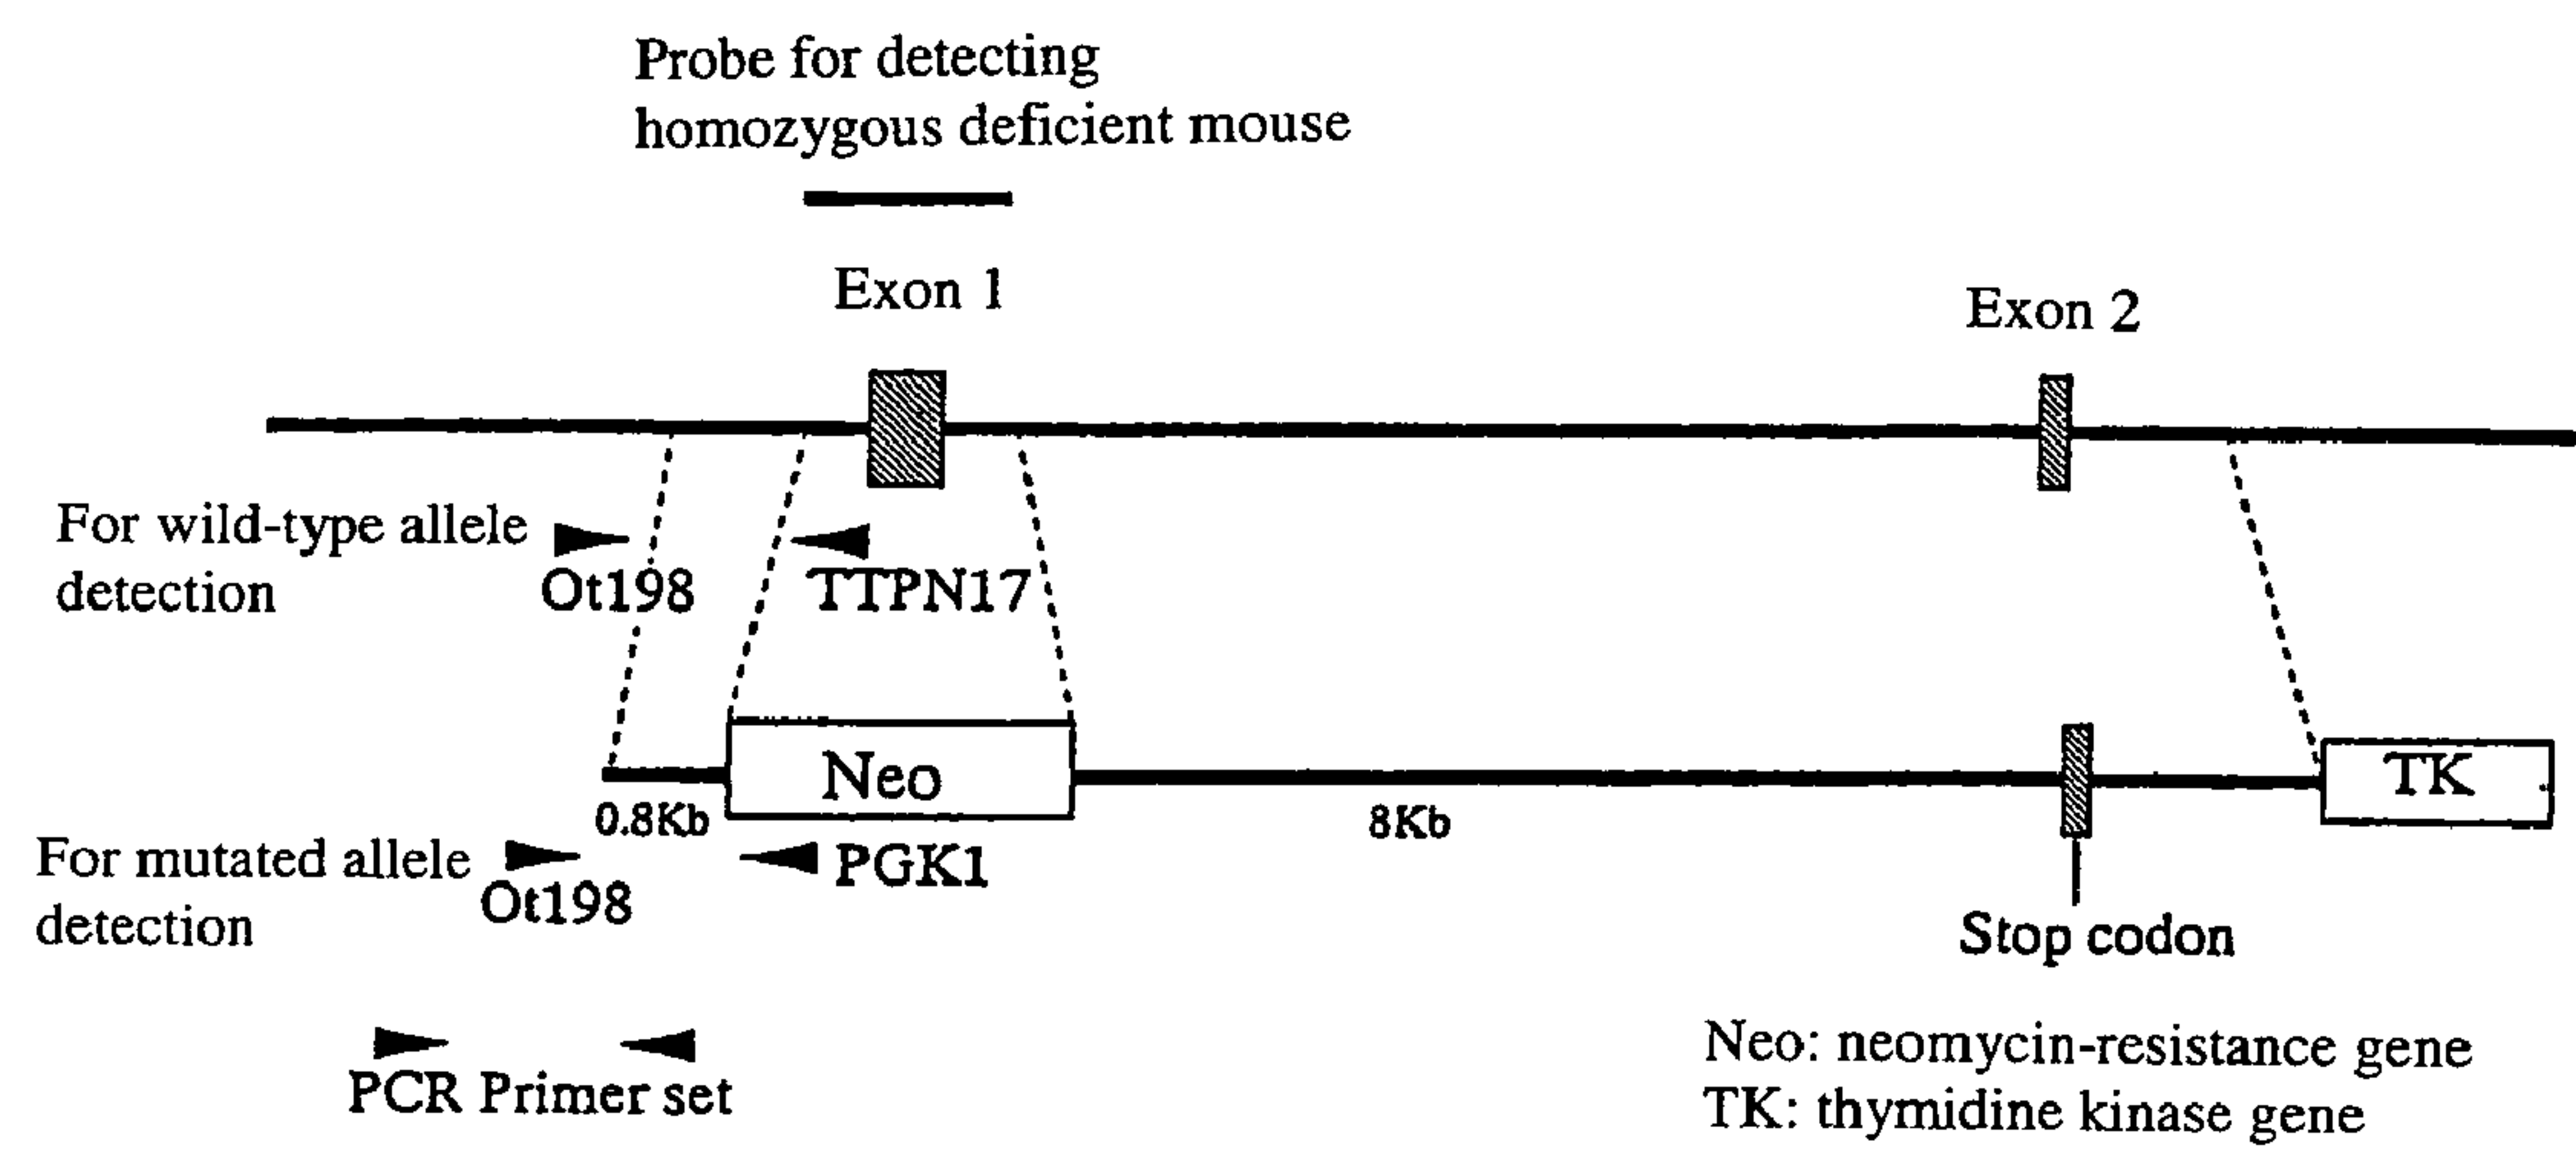 Probe for detecting
homozygous deficient mouse
Exon 1
Exon 2
For wild-type allele
detection
Ot198
TTPN17
Neo
TK
0.8Kb
8Kb
For mutated allele
detection
Ot198
PGK1
Stop codon
PCR Primer set
Neo: neomycin-resistance gene
TK: thymidine kinase gene